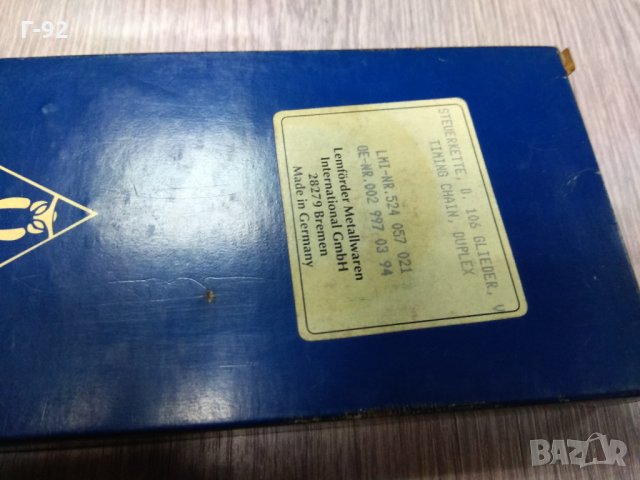 Г-92
STEUERKETTE, D. 106 GLIEDER, V
TIMING CHAIN, DUPLEX
LMI-NR.524 057 021
OE-NR.002 997 03 94
Lemförder Metallwaren
International GmbH
28279 Bremen
Made in Germany
BAZAR